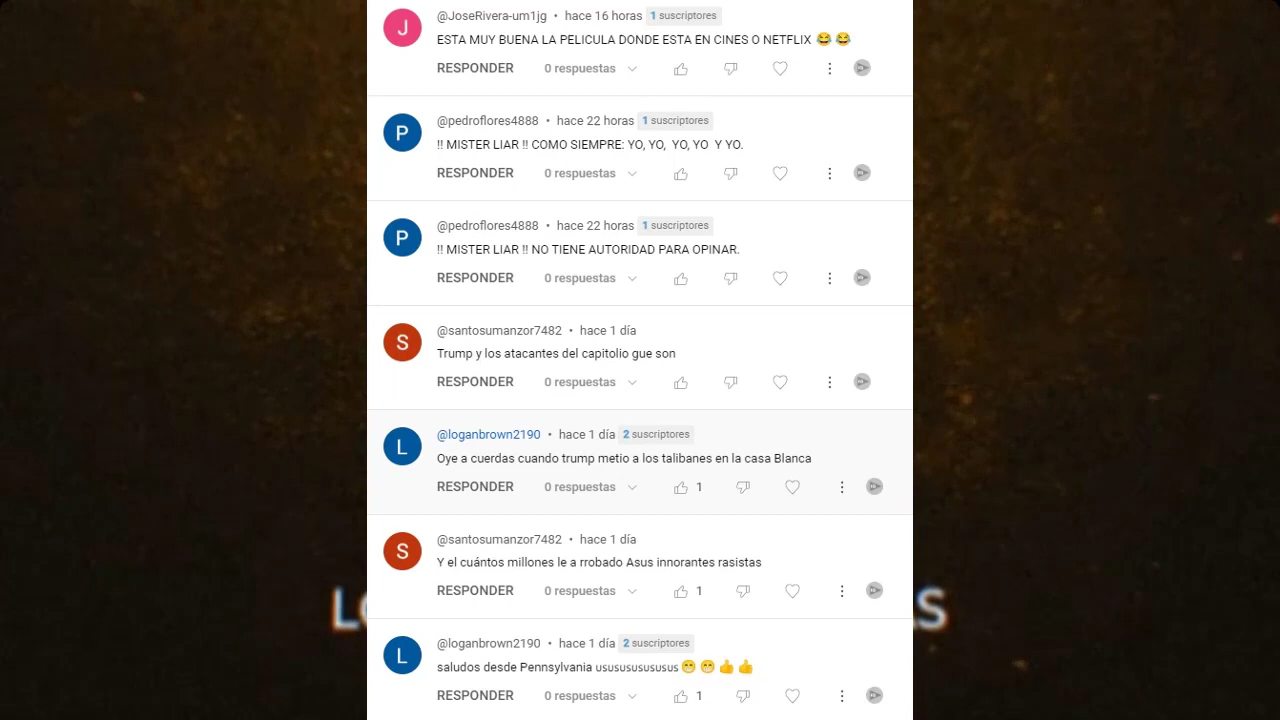 @JoseRivera-um1jg • hace 16 horas 1 suscriptores
ESTA MUY BUENA LA PELICULA DONDE ESTA EN CINES O NETFLIX 😂 😂
RESPONDER 0 respuestas
@pedroflores4888 • hace 22 horas 1 suscriptores
!! MISTER LIAR !! COMO SIEMPRE: YO, YO, YO, YO Y YO.
RESPONDER 0 respuestas
@pedroflores4888 • hace 22 horas 1 suscriptores
!! MISTER LIAR !! NO TIENE AUTORIDAD PARA OPINAR.
RESPONDER 0 respuestas
@santosumanzor7482 • hace 1 día
Trump y los atacantes del capitolio gue son
RESPONDER 0 respuestas
@loganbrown2190 • hace 1 día 2 suscriptores
Oye a cuerdas cuando trump metio a los talibanes en la casa Blanca
RESPONDER 0 respuestas 1
@santosumanzor7482 • hace 1 día
Y el cuántos millones le a rrobado Asus innorantes rasistas
RESPONDER 0 respuestas 1
@loganbrown2190 • hace 1 día 2 suscriptores
saludos desde Pennsylvania ususususususus 😁 😁 👍 👍
RESPONDER 0 respuestas 1